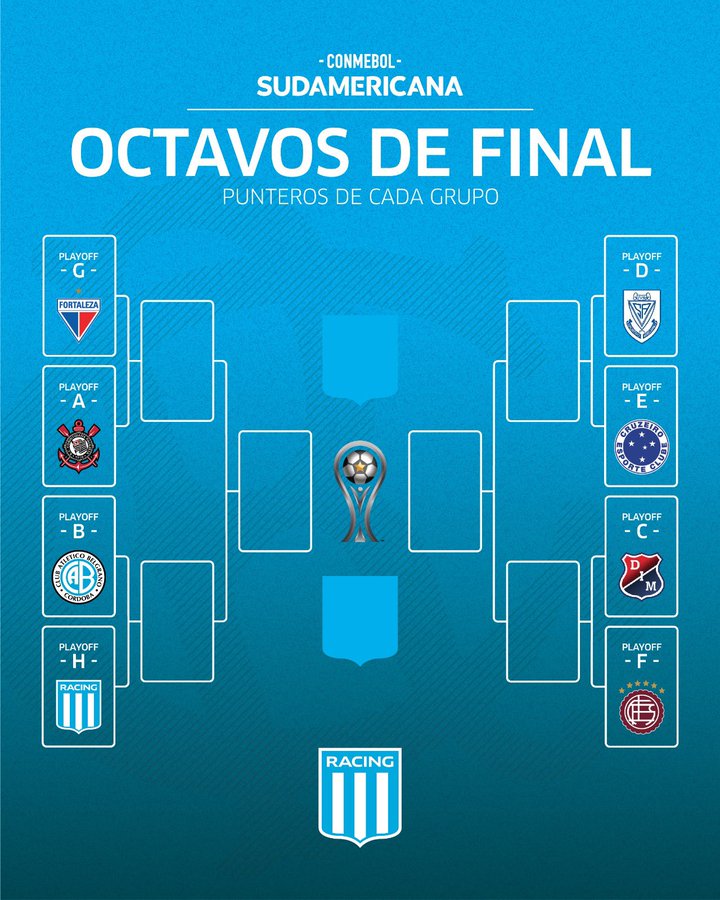 - CONMEBOL -
SUDAMERICANA
OCTAVOS DE FINAL
PUNTEROS DE CADA GRUPO
PLAYOFF
- G -
FORTALEZA
PLAYOFF
- A -
PLAYOFF
- B -
CLUB ATLETICO BELGRANO
CAB
CORDOBA
PLAYOFF
- H -
RACING
PLAYOFF
- D -
PLAYOFF
- E -
CRUZEIRO
ESPORTE CLUBE
PLAYOFF
- C -
D
I
M
PLAYOFF
- F -
RACING